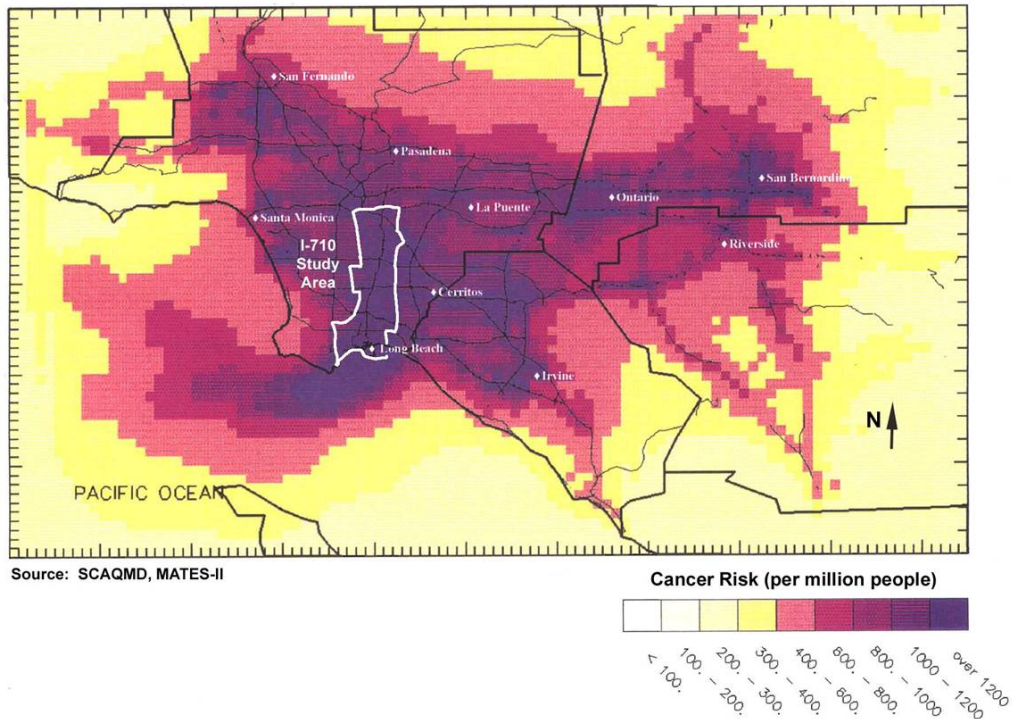 San Fernando
Pasadena
San Bernardino
Ontario
La Puente
Santa Monica
Riverside
I-710
Study
Area
Cerritos
Long Beach
Irvine
N
PACIFIC OCEAN
Source: SCAQMD, MATES-II
Cancer Risk (per million people)
< 100.
100. - 200.
200. - 300.
300. - 400.
400. - 600.
600. - 800.
800. - 1000
1000 - 1200
over 1200